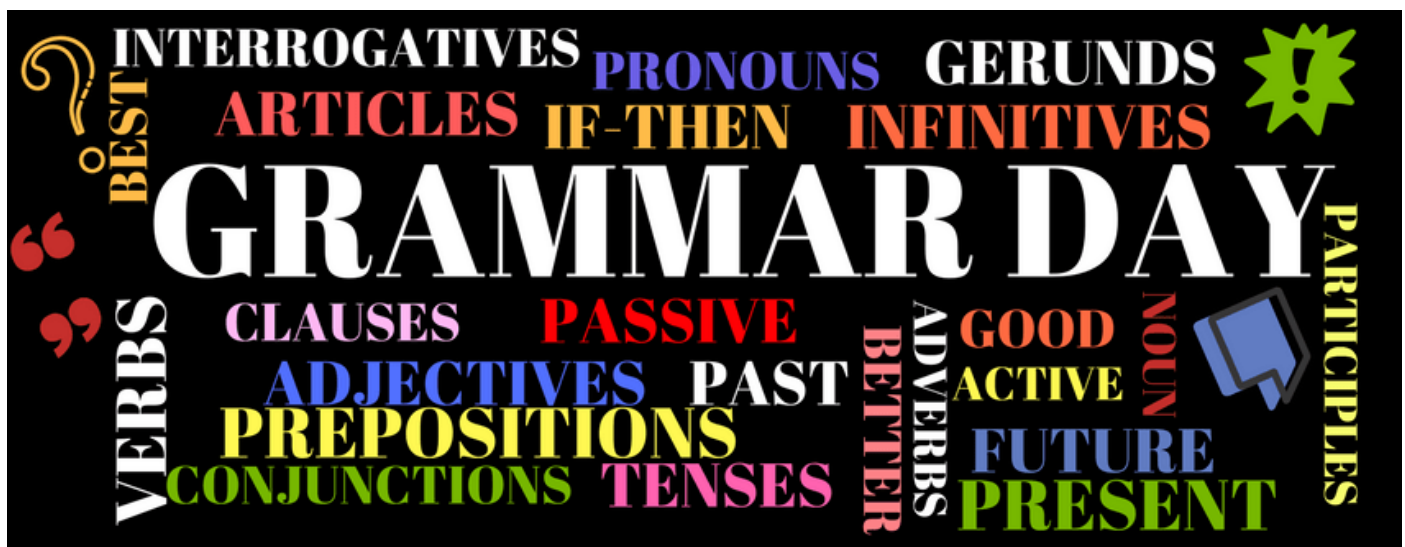 INTERROGATIVES
PRONOUNS
GERUNDS
!
?
BEST
ARTICLES
IF-THEN
INFINITIVES
GRAMMAR DAY
PARTICIPLES
“
”
VERBS
CLAUSES
PASSIVE
BETTER
ADVERBS
GOOD
NOUN
ADJECTIVES
PAST
ACTIVE
PREPOSITIONS
FUTURE
CONJUNCTIONS
TENSES
PRESENT